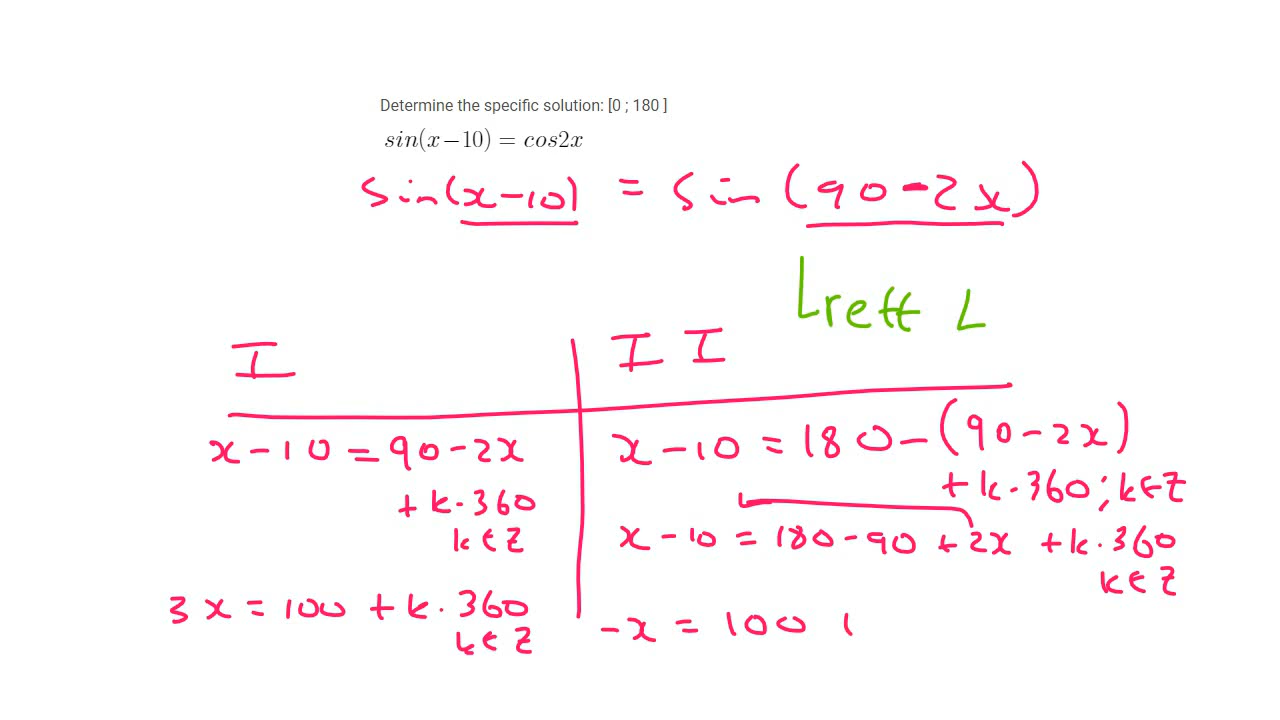 Determine the specific solution: [0 ; 180 ]
sin(x−10) = cos2x
sin(x−10) = sin(90−2x)
I
II
x−10 = 90−2x
+ k·360
k∈Z
3x = 100 + k·360
k∈Z
x−10 = 180−(90−2x)
+ k·360; k∈Z
x−10 = 180−90 + 2x + k·360
k∈Z
−x = 100